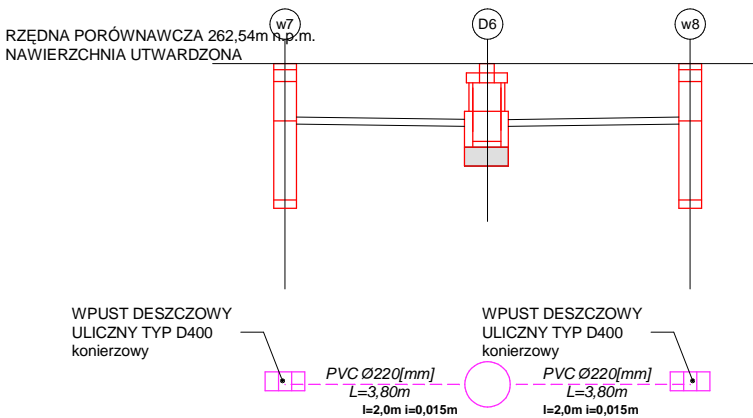 w7
D6
w8
RZĘDNA PORÓWNAWCZA 262,54m n.p.m.
NAWIERZCHNIA UTWARDZONA
WPUST DESZCZOWY
ULICZNY TYP D400
konierzowy
WPUST DESZCZOWY
ULICZNY TYP D400
konierzowy
PVC Ø220[mm]
L=3,80m
l=2,0m i=0,015m
PVC Ø220[mm]
L=3,80m
l=2,0m i=0,015m